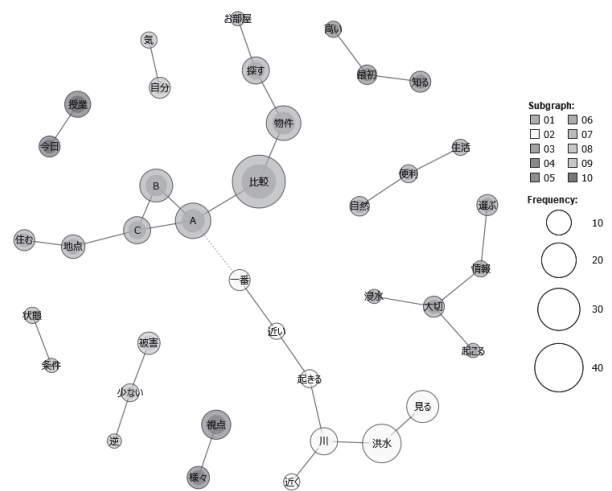 お部屋
高い
気
最初
知る
探す
自分
授業
物件
今日
生活
便利
比較
B
自然
選ぶ
A
C
住む
地点
情報
一番
浸水
大切
状態
近い
被害
起こる
条件
起きる
少ない
見る
視点
逆
川
洪水
様々
近く
Subgraph:
01 06
02 07
03 08
04 09
05 10
Frequency:
10
20
30
40